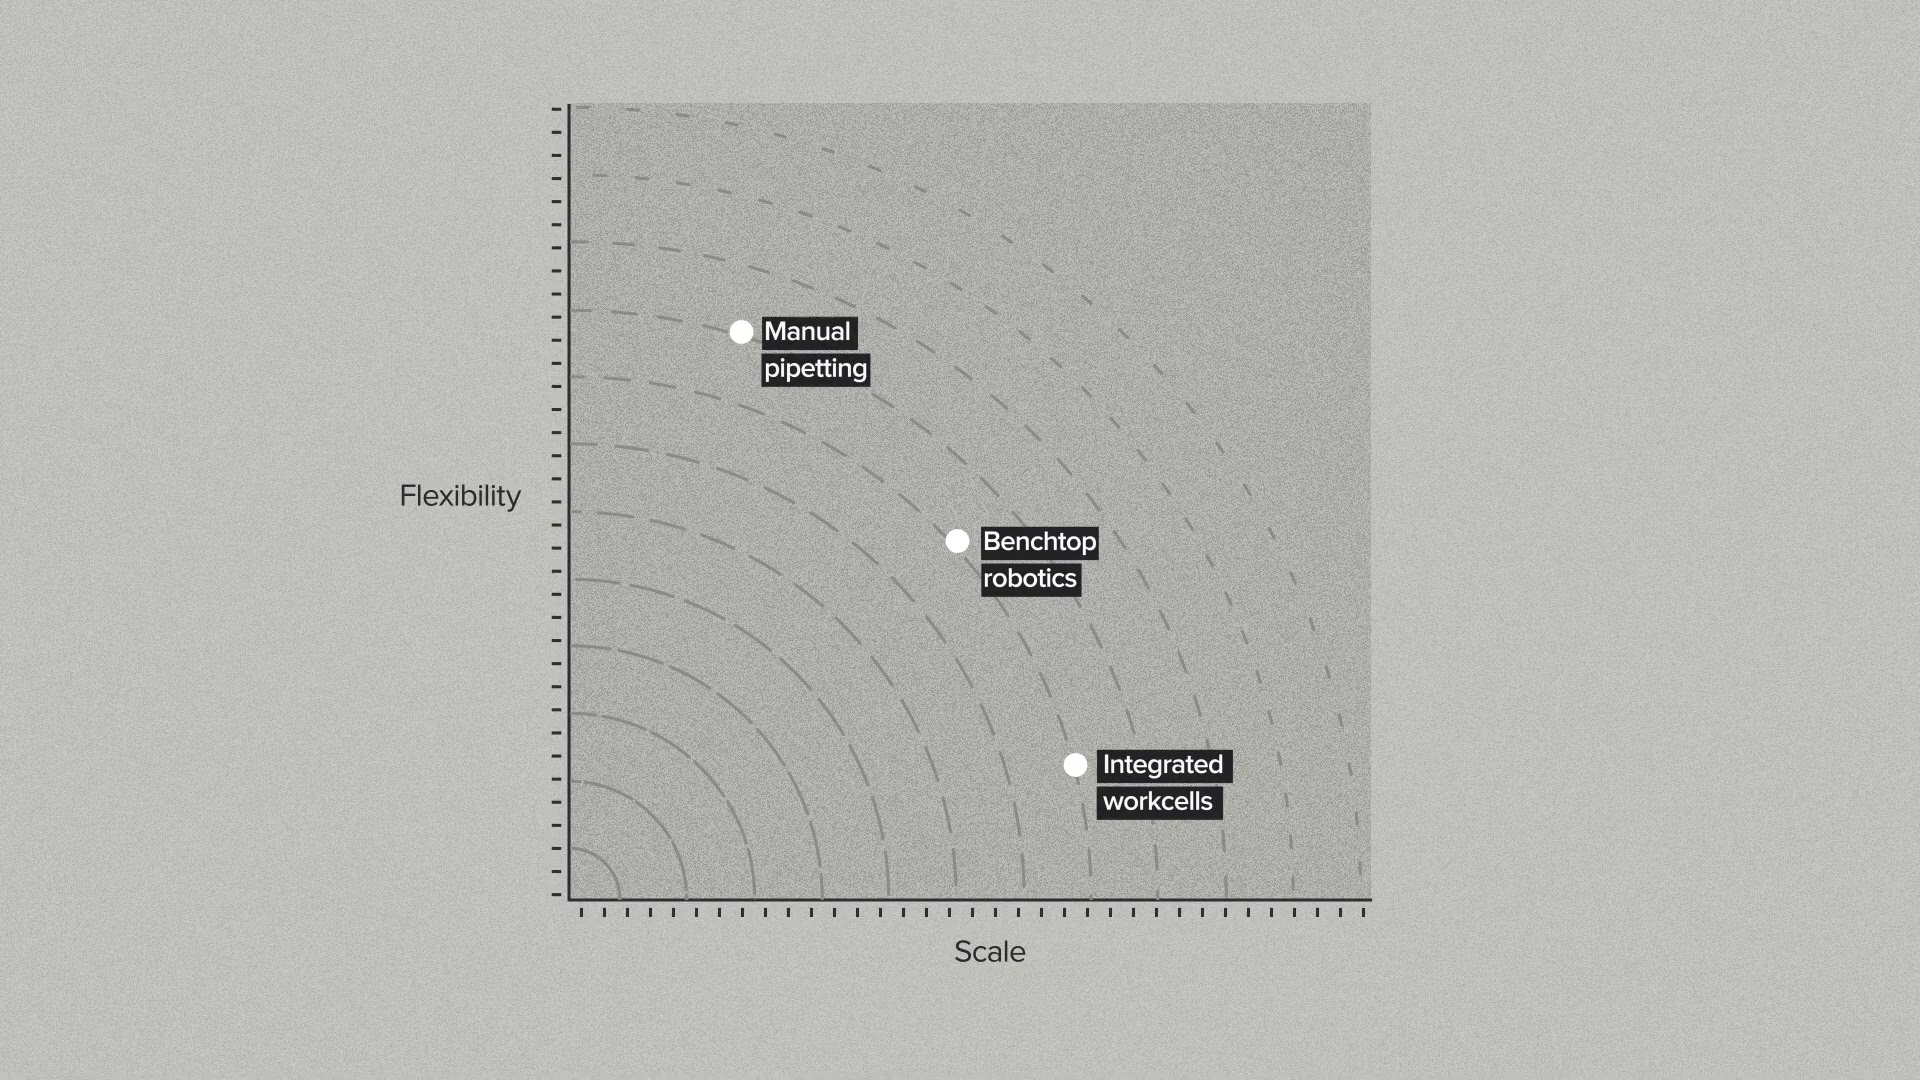 Manual
pipetting
Flexibility
Benchtop
robotics
Integrated
workcells
Scale